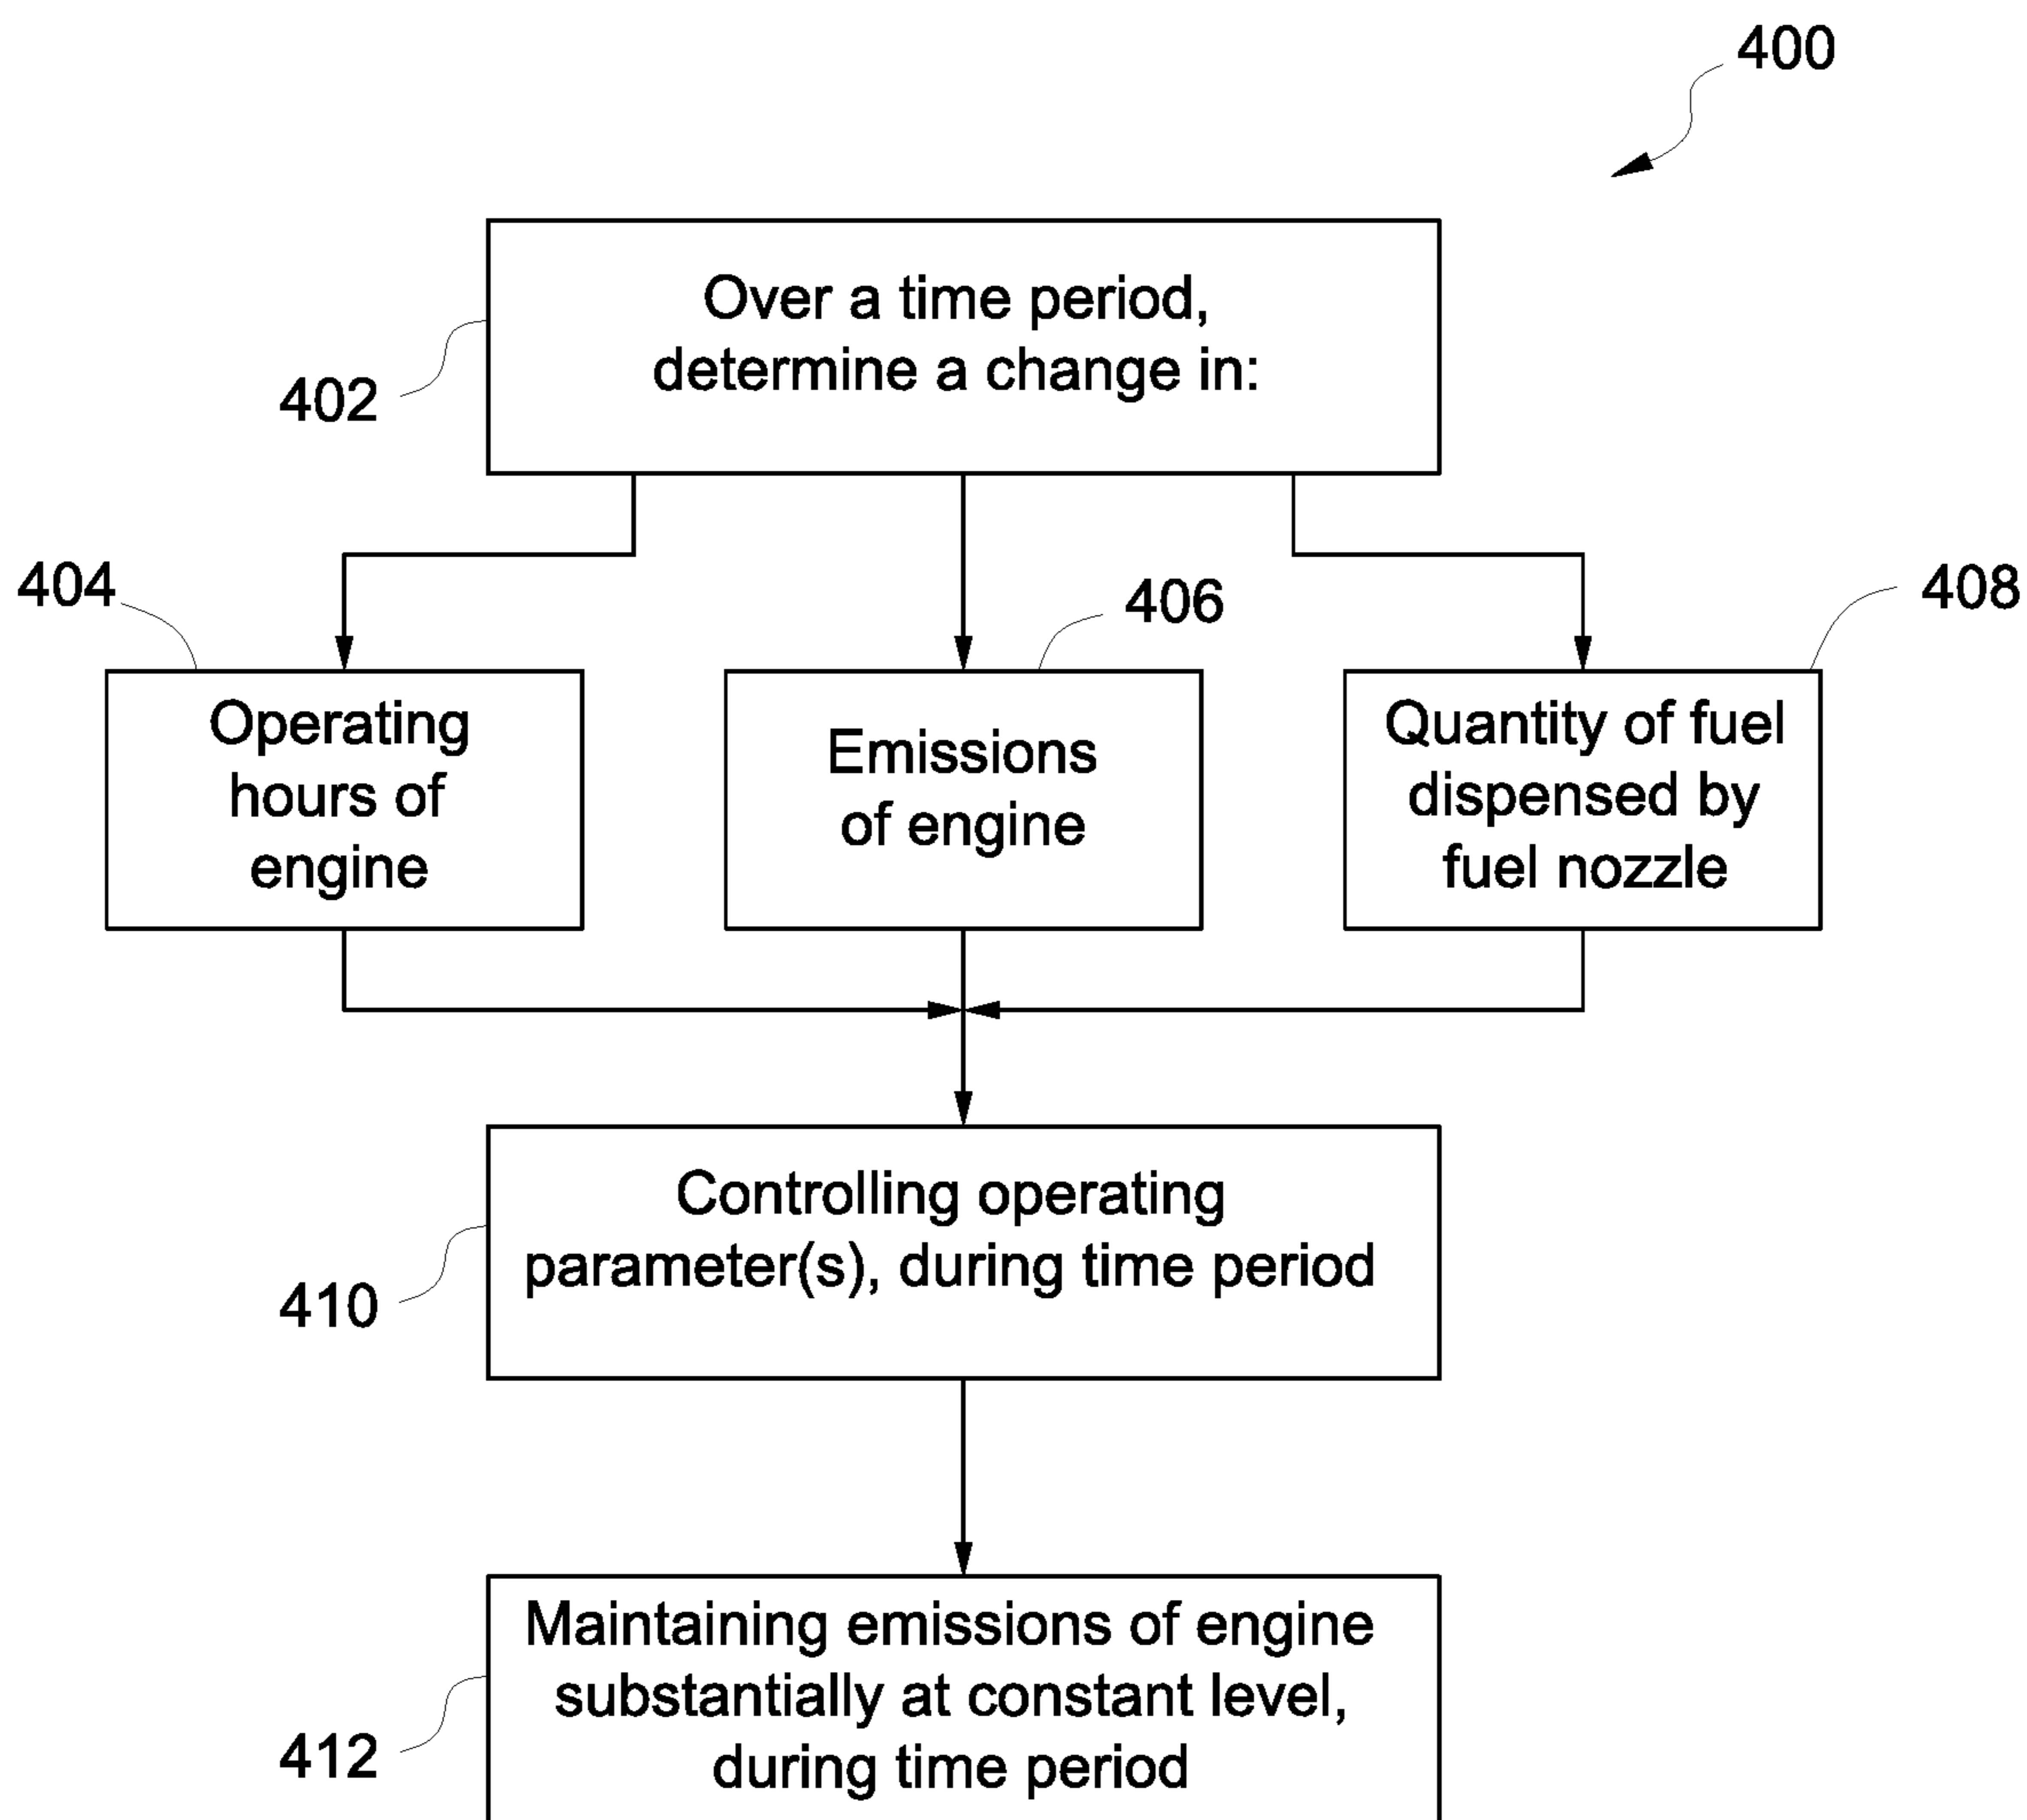 400
Over a time period,
determine a change in:
402
404
406
408
Operating
hours of
engine
Emissions
of engine
Quantity of fuel
dispensed by
fuel nozzle
Controlling operating
parameter(s), during time period
410
Maintaining emissions of engine
substantially at constant level,
during time period
412